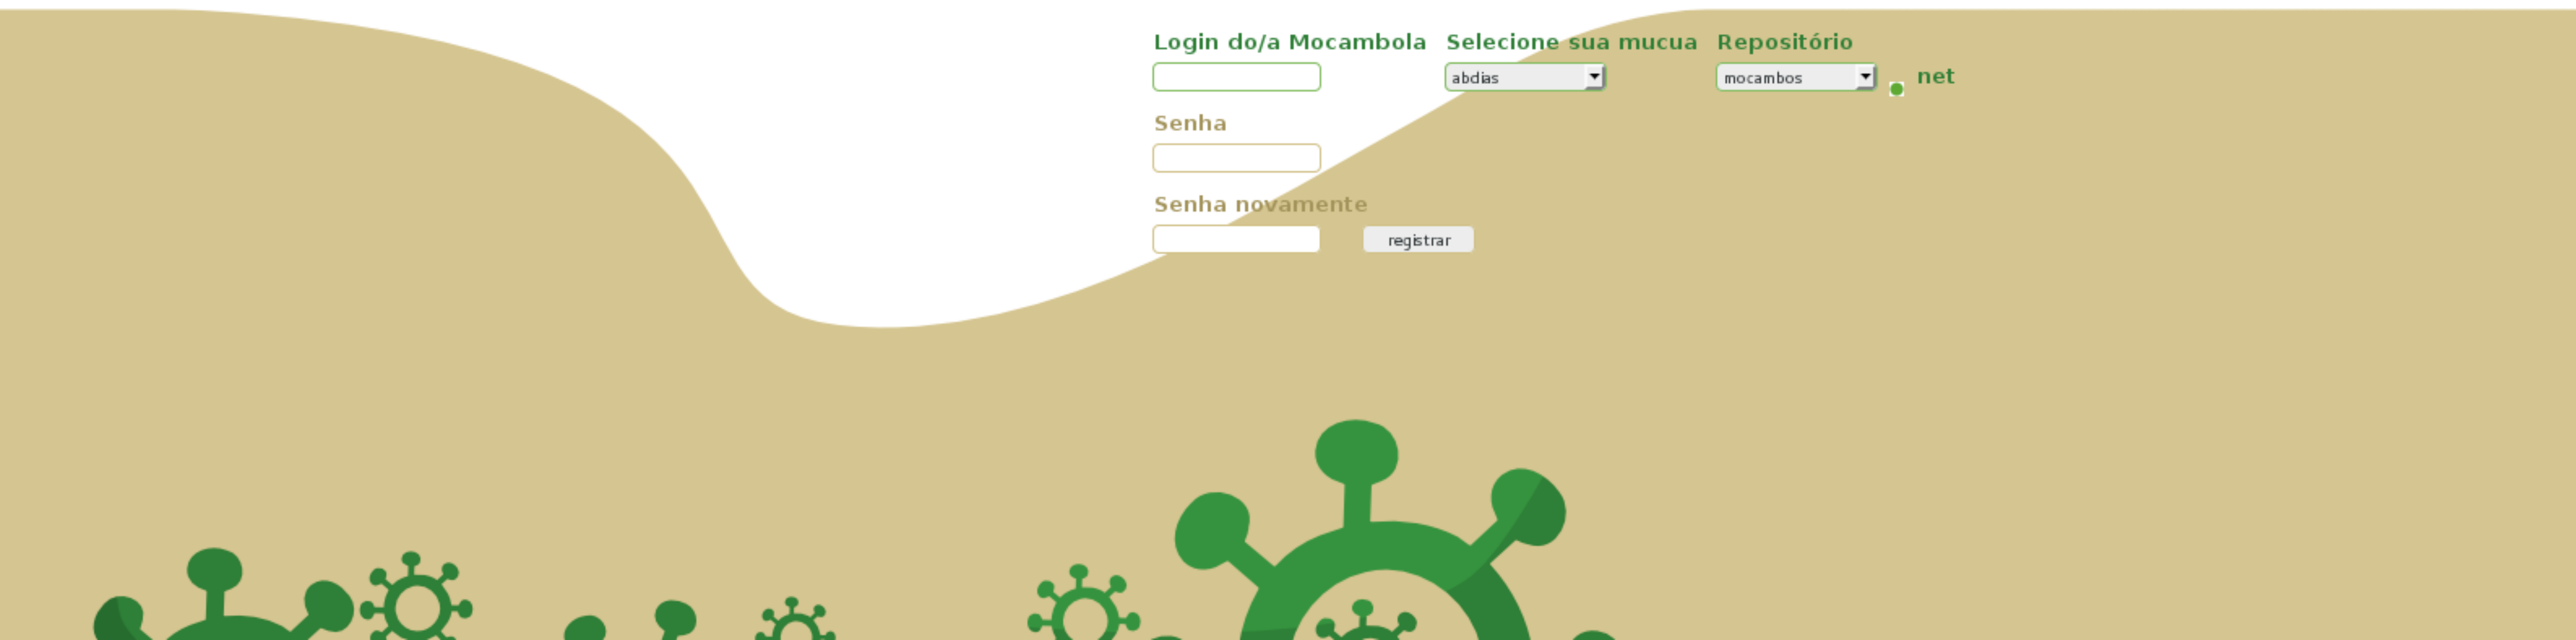 Login do/a Mocambola Selecione sua mucua Repositório
abdias mocambos net
Senha
Senha novamente
registrar